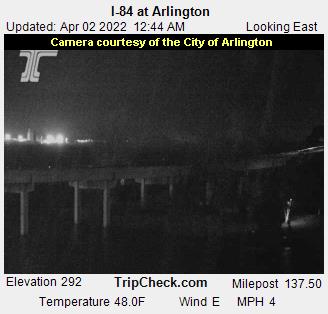 I-84 at Arlington
Updated: Apr 02 2022 12:44 AM Looking East
Camera courtesy of the City of Arlington
Elevation 292 TripCheck.com Milepost 137.50
Temperature 48.0F Wind E MPH 4